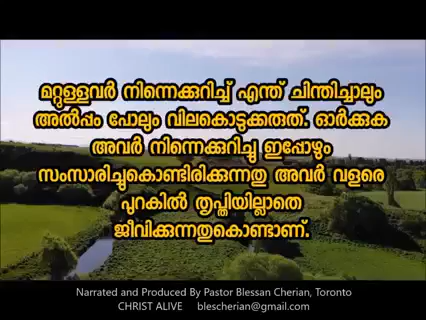 മറ്റുള്ളവർ നിന്നെക്കുറിച്ച് എന്ത് ചിന്തിച്ചാലും
അൽപ്പം പോലും വിലകൊടുക്കരുത്. ഓർക്കുക
അവർ നിന്നെക്കുറിച്ചു ഇപ്പോഴും
സംസാരിച്ചുകൊണ്ടിരിക്കുന്നതു അവർ വളരെ
പുറകിൽ തൃപ്തിയില്ലാതെ
ജീവിക്കുന്നതുകൊണ്ടാണ്.
Narrated and Produced By Pastor Blessan Cherian, Toronto
CHRIST ALIVE blescherian@gmail.com